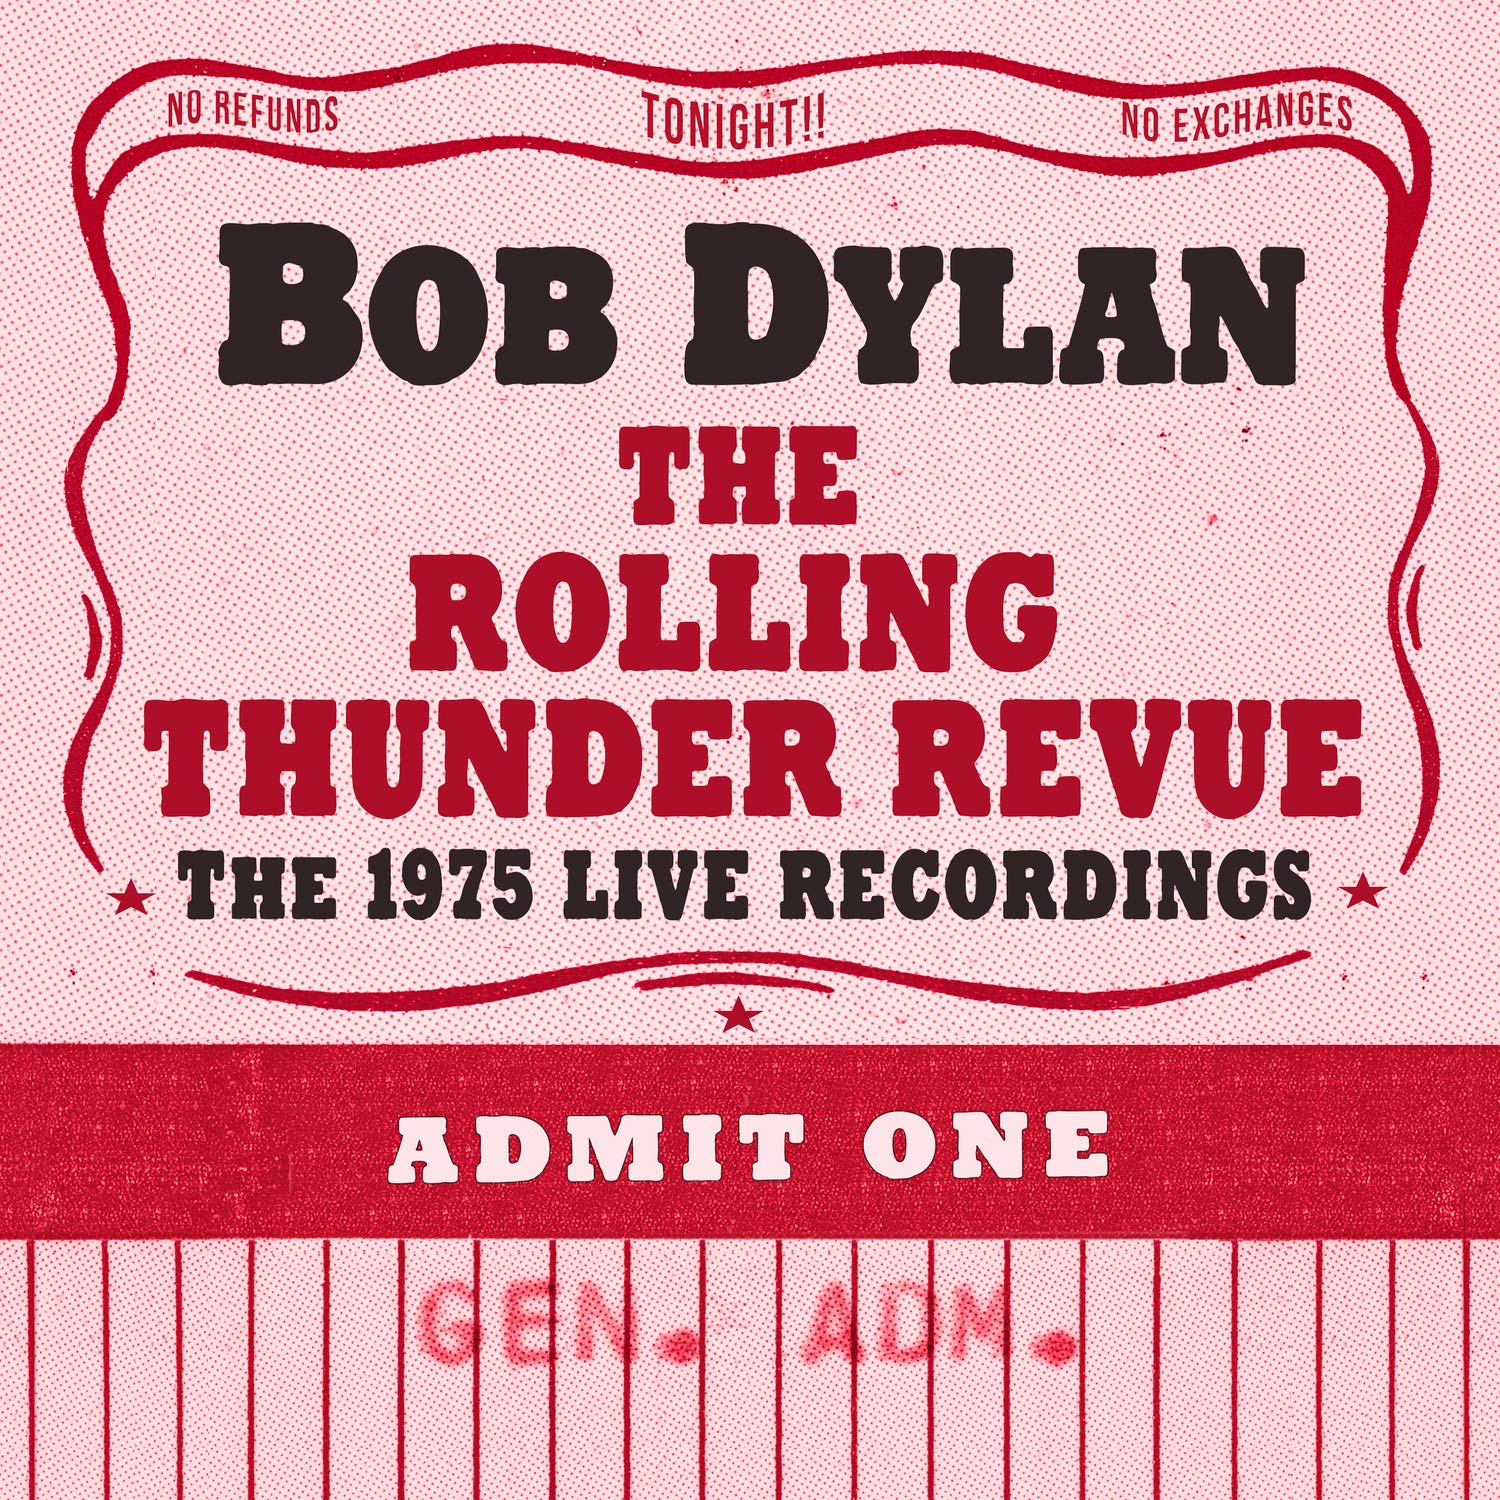 NO REFUNDS TONIGHT!! NO EXCHANGES
BOB DYLAN
THE
ROLLING
THUNDER REVUE
THE 1975 LIVE RECORDINGS
ADMIT ONE
GEN. ADM.